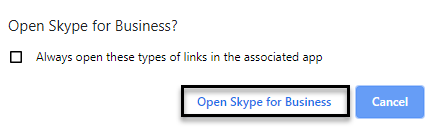 Open Skype for Business?
Always open these types of links in the associated app
Open Skype for Business Cancel